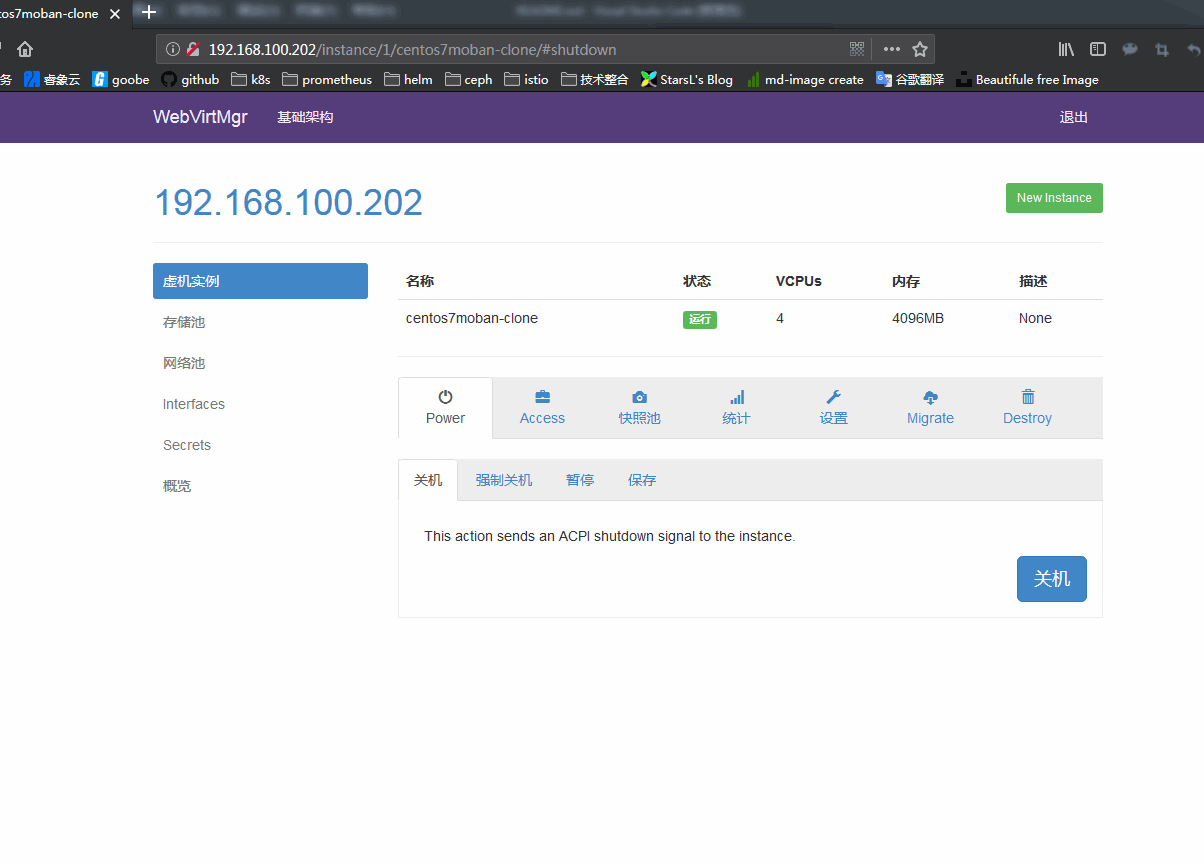 tos7moban-clone
192.168.100.202/instance/1/centos7moban-clone/#shutdown
务 睿象云 goobe github k8s prometheus helm ceph istio 技术整合 StarsL's Blog md-image create 谷歌翻译 Beautifule free Image
WebVirtMgr 基础架构 退出
192.168.100.202 New Instance
虚机实例
存储池
网络池
Interfaces
Secrets
概览
名称 状态 VCPUs 内存 描述
centos7moban-clone 运行 4 4096MB None
Power Access 快照池 统计 设置 Migrate Destroy
关机 强制关机 暂停 保存
This action sends an ACPI shutdown signal to the instance.
关机